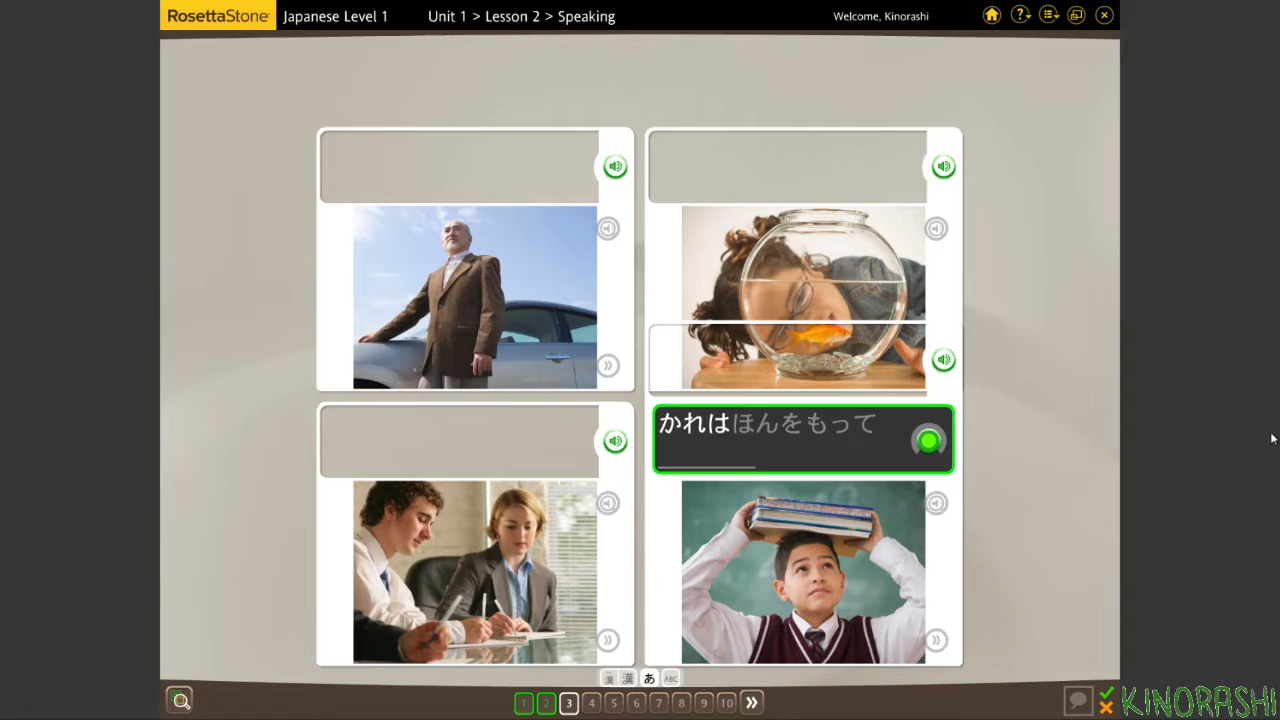 RosettaStone Japanese Level 1 Unit 1 > Lesson 2 > Speaking Welcome, Kinorashi
かれはほんをもって
漢 漢 あ ABC
1 2 3 4 5 6 7 8 9 10
KINORASHI